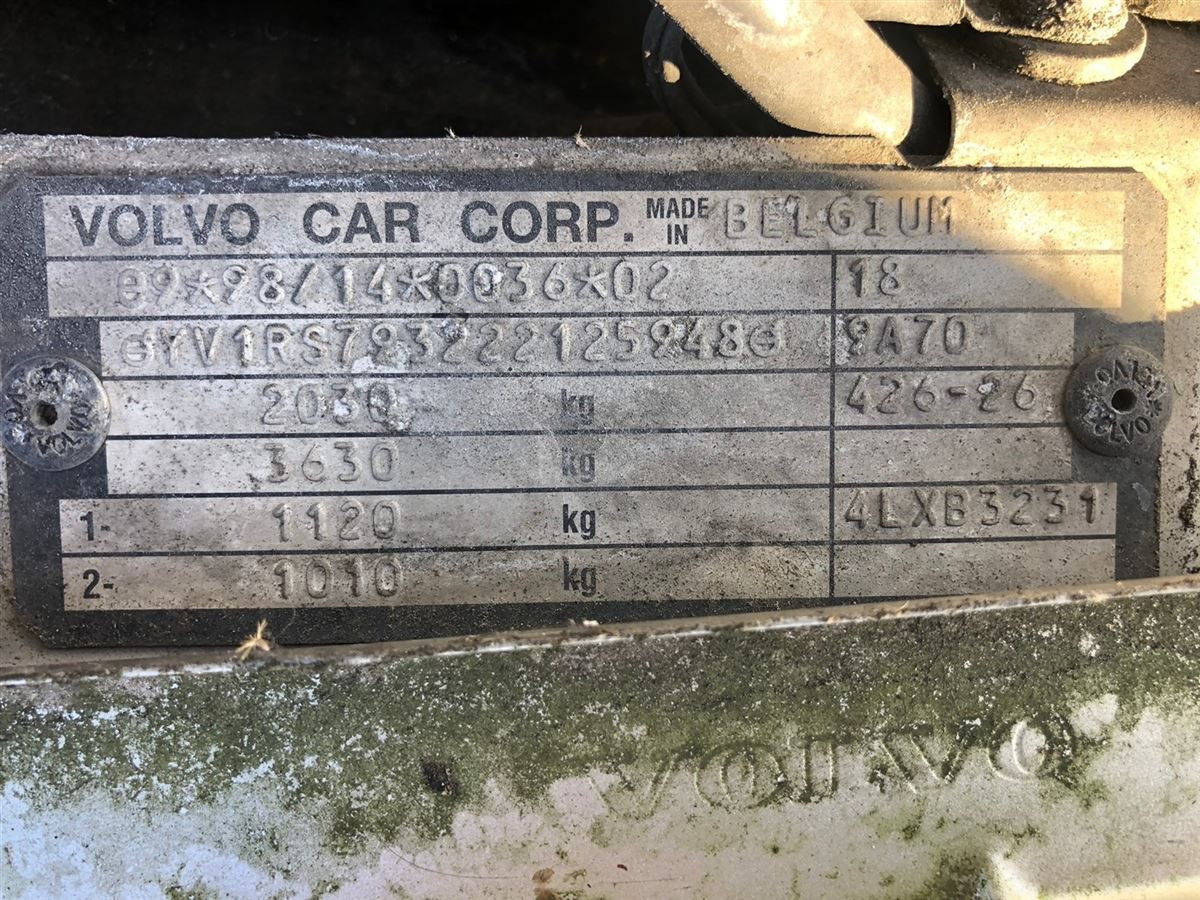 VOLVO CAR CORP. MADE IN BELGIUM
e9*98/14*0036*02 18
YV1RS793222125948 9A70
2030 kg 426-26
3630 kg
1- 1120 kg 4LXB3231
2- 1010 kg
VOLVO